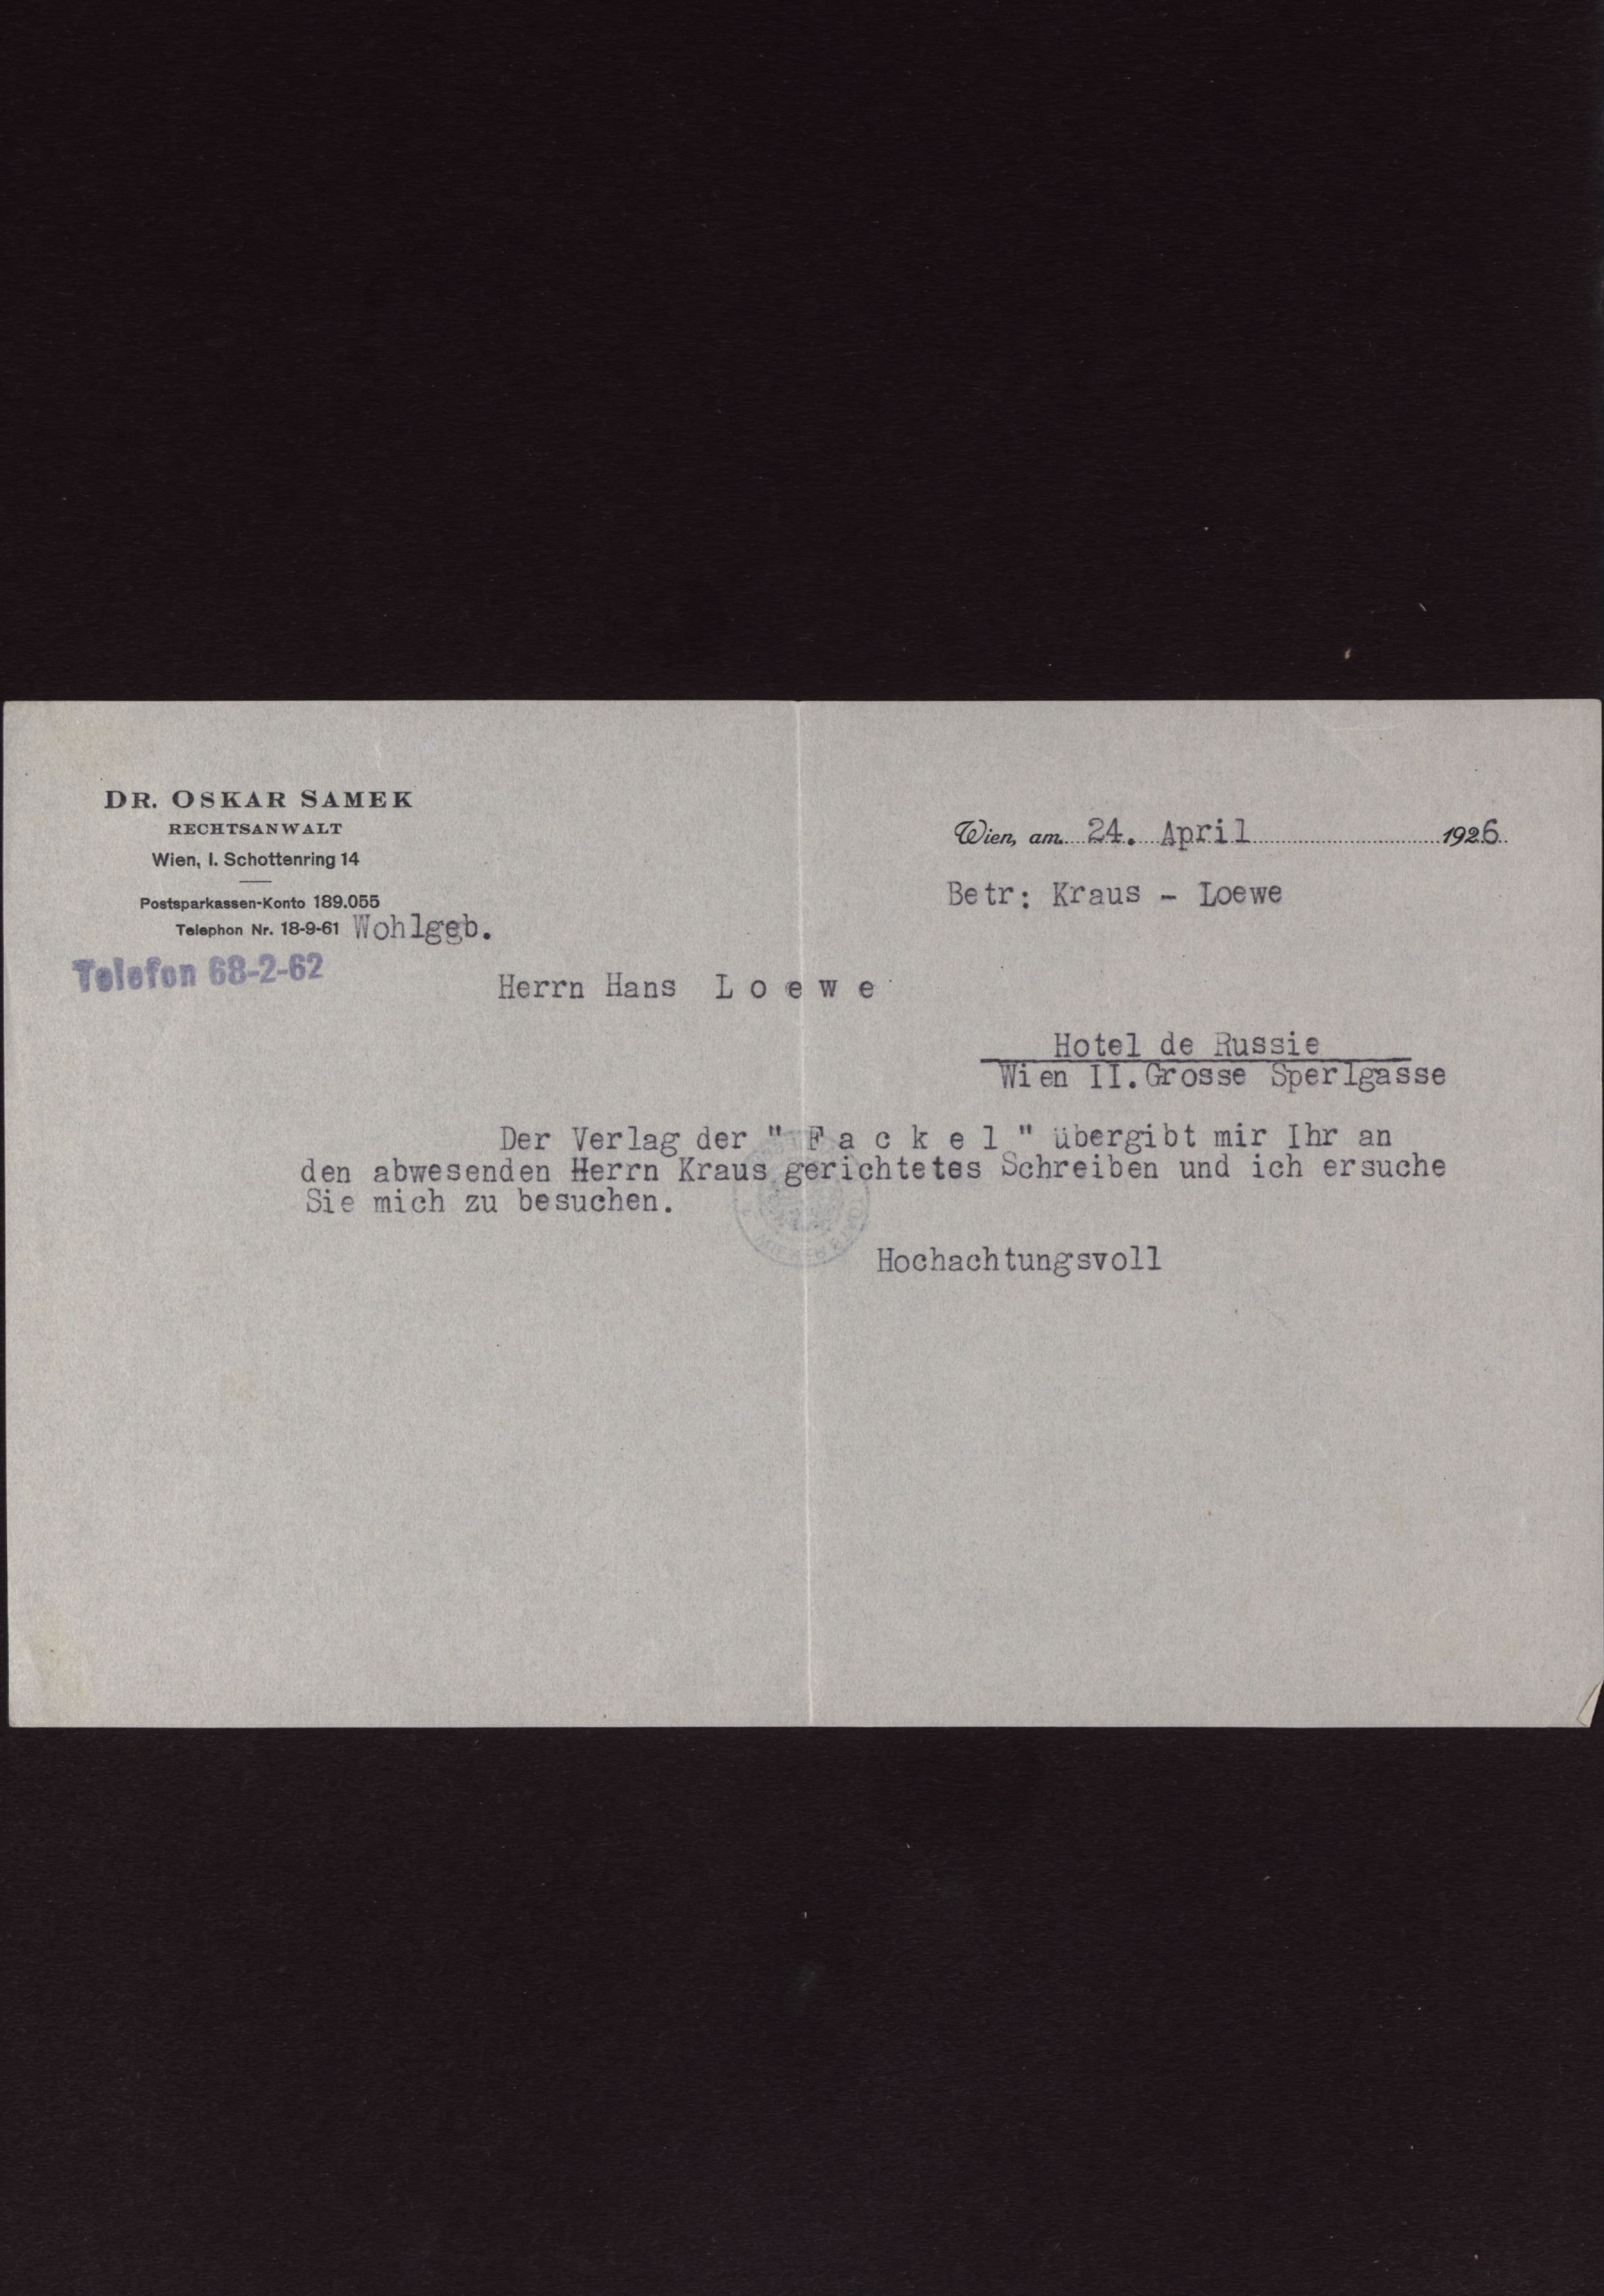 DR. OSKAR SAMEK
RECHTSANWALT
Wien, I. Schottenring 14
Postsparkassen-Konto 189.055
Telephon Nr. 18-9-61
Telefon 68-2-62
Wien, am 24. April 1926
Betr: Kraus - Loewe
Wohlgeb.
Herrn Hans L o e w e
Hotel de Russie
Wien II. Grosse Sperlgasse
Der Verlag der " F a c k e l " übergibt mir Ihr an
den abwesenden Herrn Kraus gerichtetes Schreiben und ich ersuche
Sie mich zu besuchen.
Hochachtungsvoll